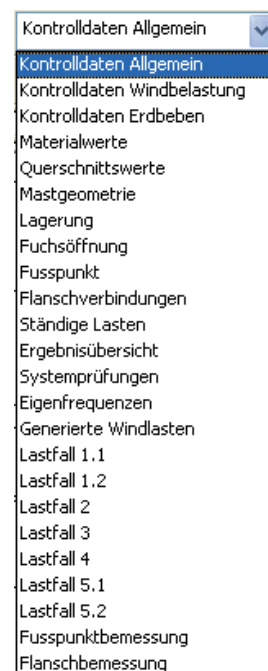 Kontrolldaten Allgemein
Kontrolldaten Allgemein
Kontrolldaten Windbelastung
Kontrolldaten Erdbeben
Materialwerte
Querschnittswerte
Mastgeometrie
Lagerung
Fuchsöffnung
Fusspunkt
Flanschverbindungen
Ständige Lasten
Ergebnisübersicht
Systemprüfungen
Eigenfrequenzen
Generierte Windlasten
Lastfall 1.1
Lastfall 1.2
Lastfall 2
Lastfall 3
Lastfall 4
Lastfall 5.1
Lastfall 5.2
Fusspunktbemessung
Flanschbemessung